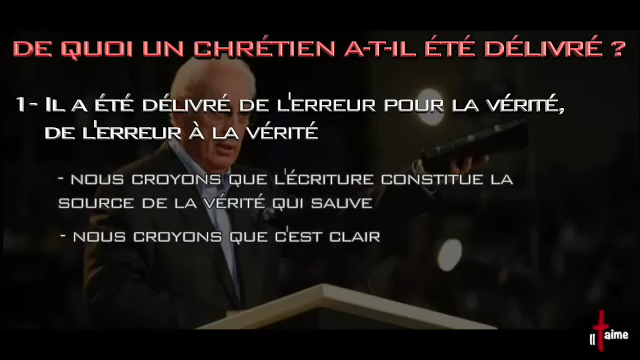 DE QUOI UN CHRÉTIEN A-T-IL ÉTÉ DÉLIVRÉ ?
1- IL A ÉTÉ DÉLIVRÉ DE L'ERREUR POUR LA VÉRITÉ,
DE L'ERREUR À LA VÉRITÉ
- NOUS CROYONS QUE L'ÉCRITURE CONSTITUE LA
SOURCE DE LA VÉRITÉ QUI SAUVE
- NOUS CROYONS QUE C'EST CLAIR
Il taime